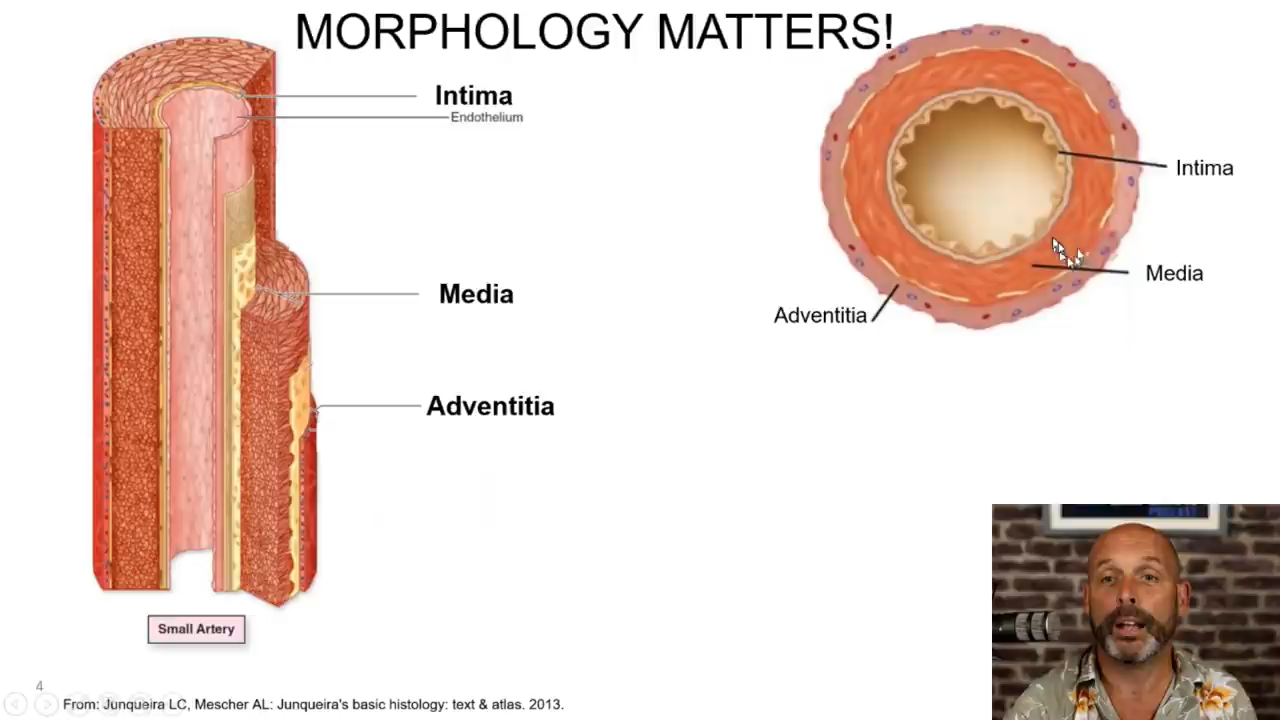 MORPHOLOGY MATTERS!
Intima
Endothelium
Media
Adventitia
Small Artery
Intima
Media
Adventitia
4
From: Junqueira LC, Mescher AL: Junqueira's basic histology: text & atlas. 2013.